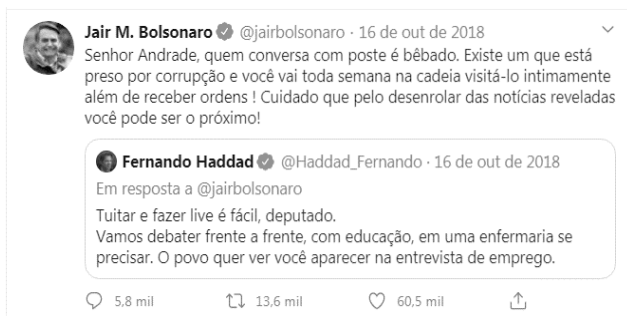 Jair M. Bolsonaro @jairbolsonaro · 16 de out de 2018
Senhor Andrade, quem conversa com poste é bêbado. Existe um que está
preso por corrupção e você vai toda semana na cadeia visitá-lo intimamente
além de receber ordens ! Cuidado que pelo desenrolar das notícias reveladas
você pode ser o próximo!
Fernando Haddad @Haddad_Fernando · 16 de out de 2018
Em resposta a @jairbolsonaro
Tuitar e fazer live é fácil, deputado.
Vamos debater frente a frente, com educação, em uma enfermaria se
precisar. O povo quer ver você aparecer na entrevista de emprego.
5,8 mil 13,6 mil 60,5 mil